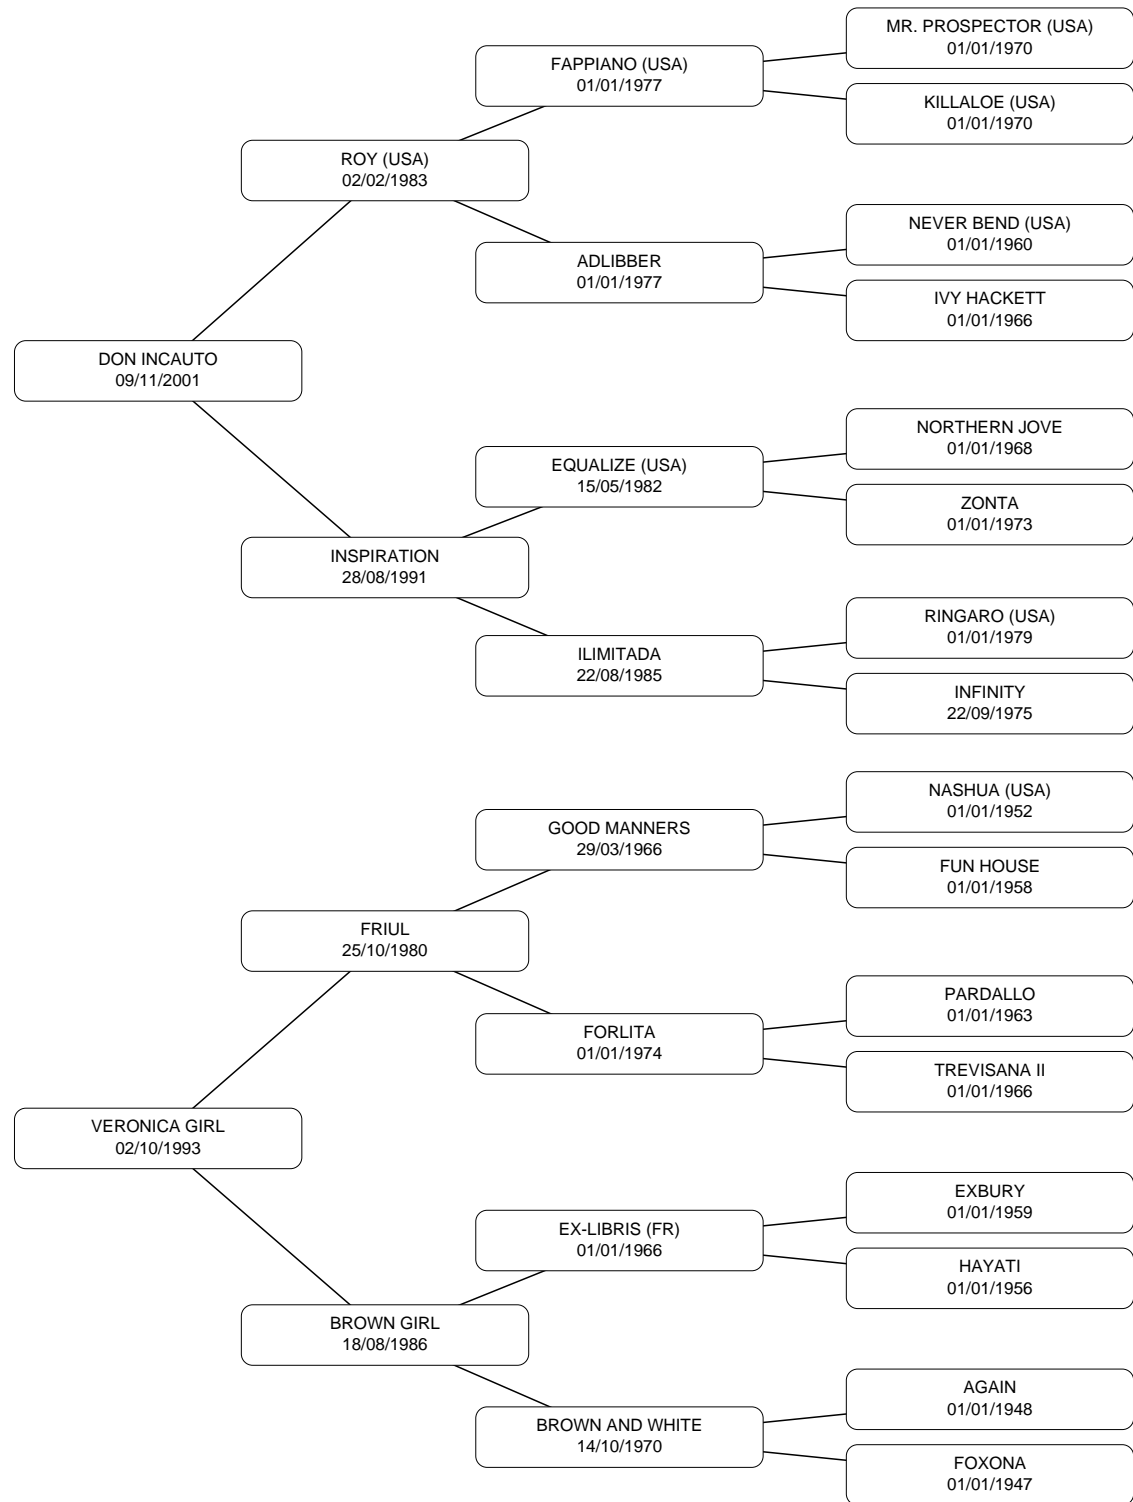 MR. PROSPECTOR (USA)
01/01/1970
FAPPIANO (USA)
01/01/1977
KILLALOE (USA)
01/01/1970
ROY (USA)
02/02/1983
NEVER BEND (USA)
01/01/1960
ADLIBBER
01/01/1977
IVY HACKETT
01/01/1966
DON INCAUTO
09/11/2001
NORTHERN JOVE
01/01/1968
EQUALIZE (USA)
15/05/1982
ZONTA
01/01/1973
INSPIRATION
28/08/1991
RINGARO (USA)
01/01/1979
ILIMITADA
22/08/1985
INFINITY
22/09/1975
NASHUA (USA)
01/01/1952
GOOD MANNERS
29/03/1966
FUN HOUSE
01/01/1958
FRIUL
25/10/1980
PARDALLO
01/01/1963
FORLITA
01/01/1974
TREVISANA II
01/01/1966
VERONICA GIRL
02/10/1993
EXBURY
01/01/1959
EX-LIBRIS (FR)
01/01/1966
HAYATI
01/01/1956
BROWN GIRL
18/08/1986
AGAIN
01/01/1948
BROWN AND WHITE
14/10/1970
FOXONA
01/01/1947